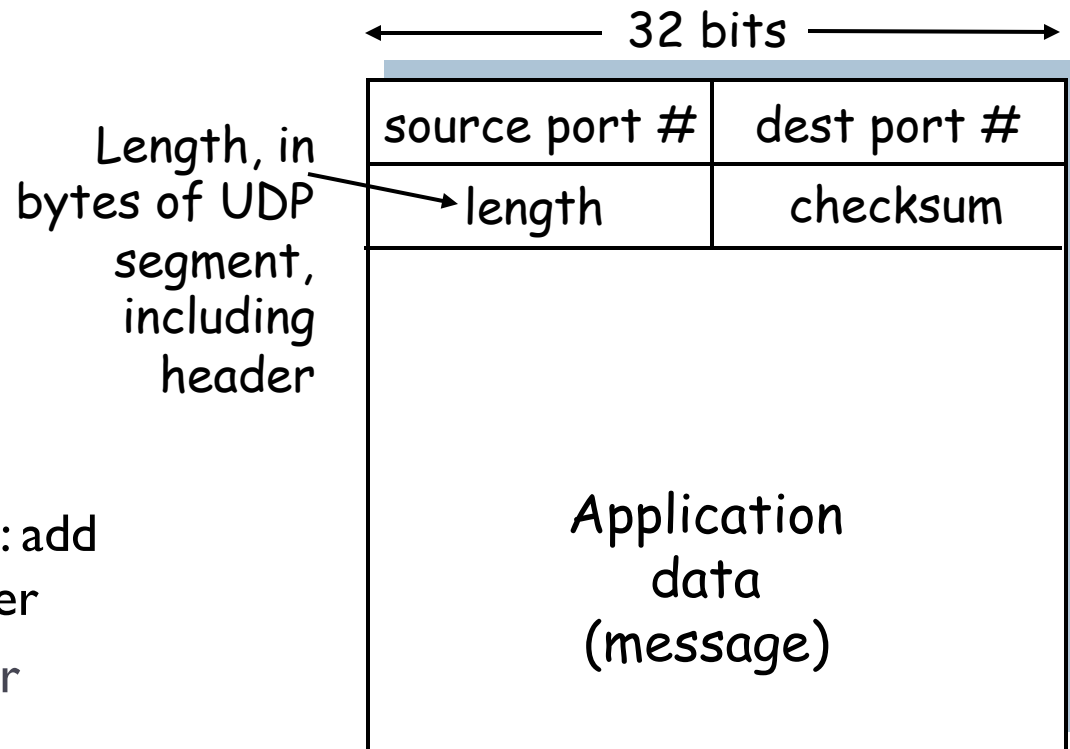 32 bits
source port # dest port #
Length, in
bytes of UDP
segment,
including
header
length checksum
: add
er
r
Application
data
(message)